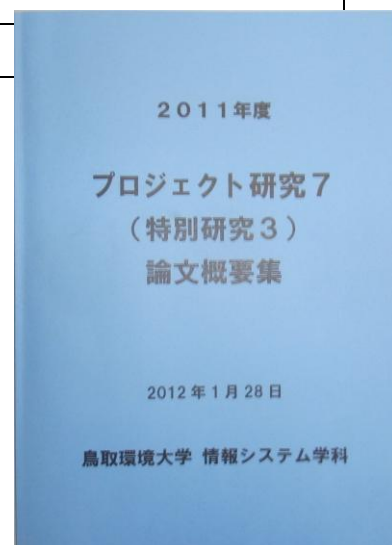 2011年度
プロジェクト研究7
（特別研究3）
論文概要集
2012年1月28日
鳥取環境大学 情報システム学科